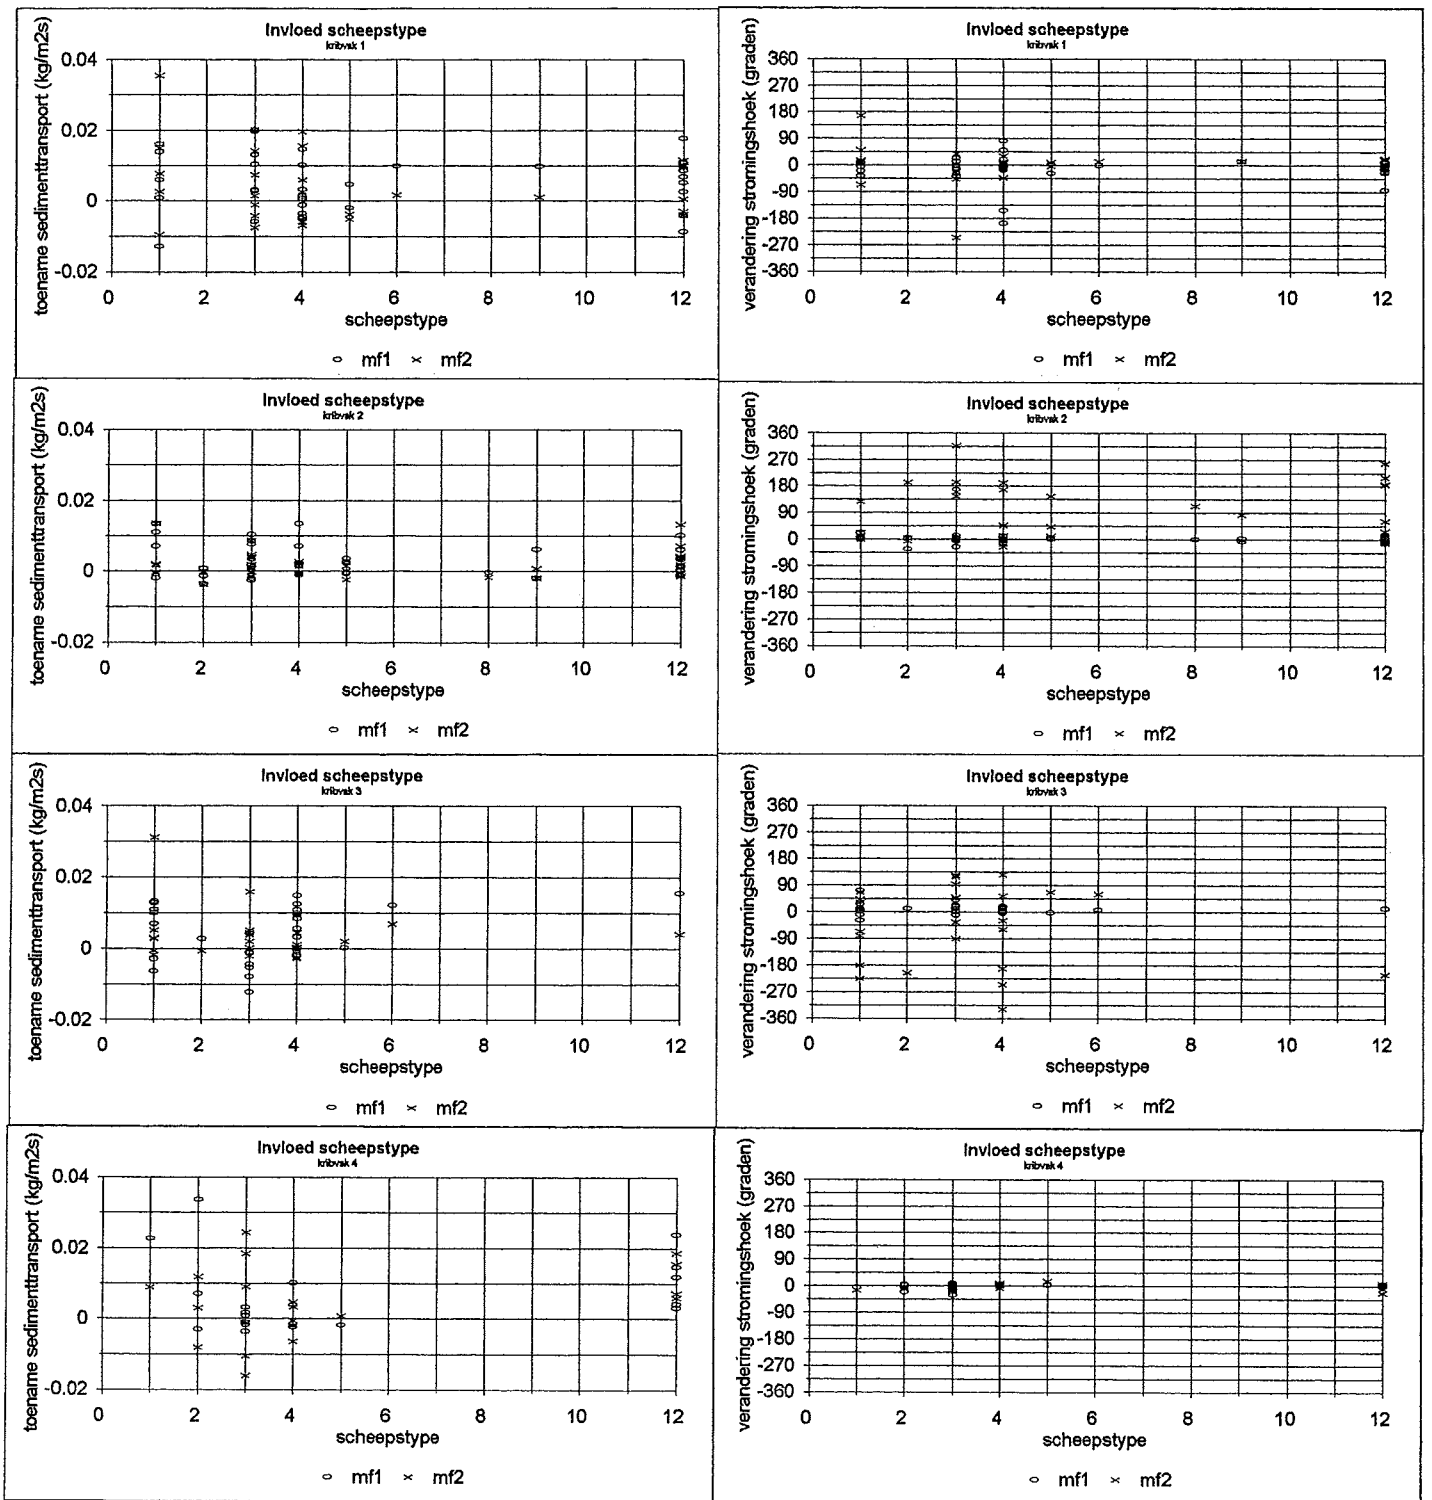 Invloed scheepstype
kribvak 1
toename sedimenttransport (kg/m2s)
0.04
0.02
0
-0.02
0 2 4 6 8 10 12
scheepstype
mf1 mf2
Invloed scheepstype
kribvak 1
verandering stromingshoek (graden)
360
270
180
90
0
-90
-180
-270
-360
0 2 4 6 8 10 12
scheepstype
mf1 mf2
Invloed scheepstype
kribvak 2
toename sedimenttransport (kg/m2s)
0.04
0.02
0
-0.02
0 2 4 6 8 10 12
scheepstype
mf1 mf2
Invloed scheepstype
kribvak 2
verandering stromingshoek (graden)
360
270
180
90
0
-90
-180
-270
-360
0 2 4 6 8 10 12
scheepstype
mf1 mf2
Invloed scheepstype
kribvak 3
toename sedimenttransport (kg/m2s)
0.04
0.02
0
-0.02
0 2 4 6 8 10 12
scheepstype
mf1 mf2
Invloed scheepstype
kribvak 3
verandering stromingshoek (graden)
360
270
180
90
0
-90
-180
-270
-360
0 2 4 6 8 10 12
scheepstype
mf1 mf2
Invloed scheepstype
kribvak 4
toename sedimenttransport (kg/m2s)
0.04
0.02
0
-0.02
0 2 4 6 8 10 12
scheepstype
mf1 mf2
Invloed scheepstype
kribvak 4
verandering stromingshoek (graden)
360
270
180
90
0
-90
-180
-270
-360
0 2 4 6 8 10 12
scheepstype
mf1 mf2